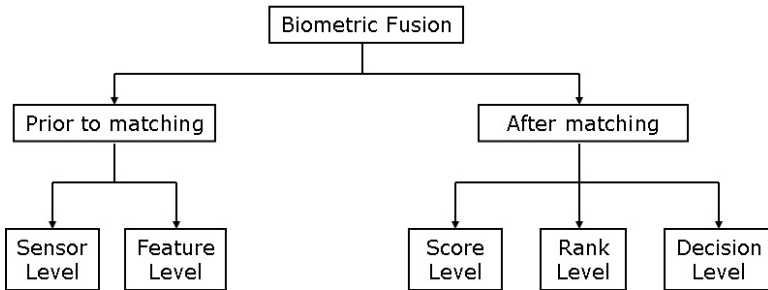 Biometric Fusion
Prior to matching
After matching
Sensor
Level
Feature
Level
Score
Level
Rank
Level
Decision
Level